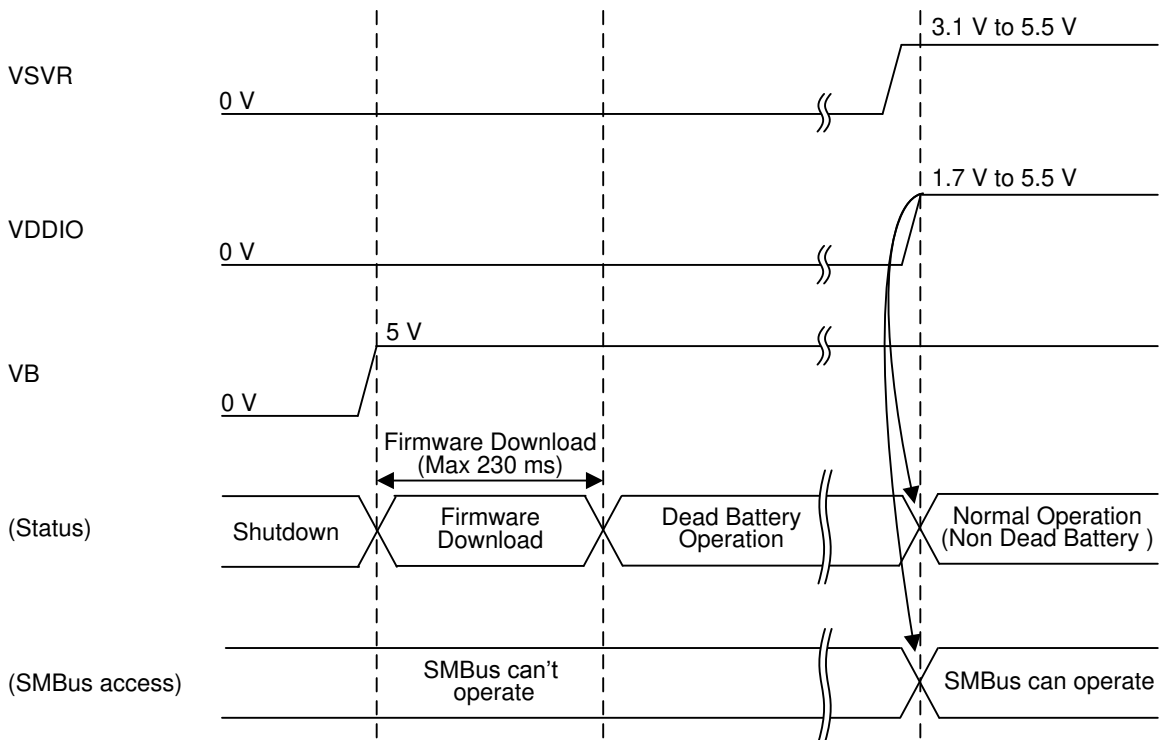 3.1 V to 5.5 V
VSVR
0 V
1.7 V to 5.5 V
VDDIO
0 V
5 V
VB
0 V
Firmware Download
(Max 230 ms)
(Status)
Shutdown
Firmware
Download
Dead Battery
Operation
Normal Operation
(Non Dead Battery )
(SMBus access)
SMBus can't
operate
SMBus can operate